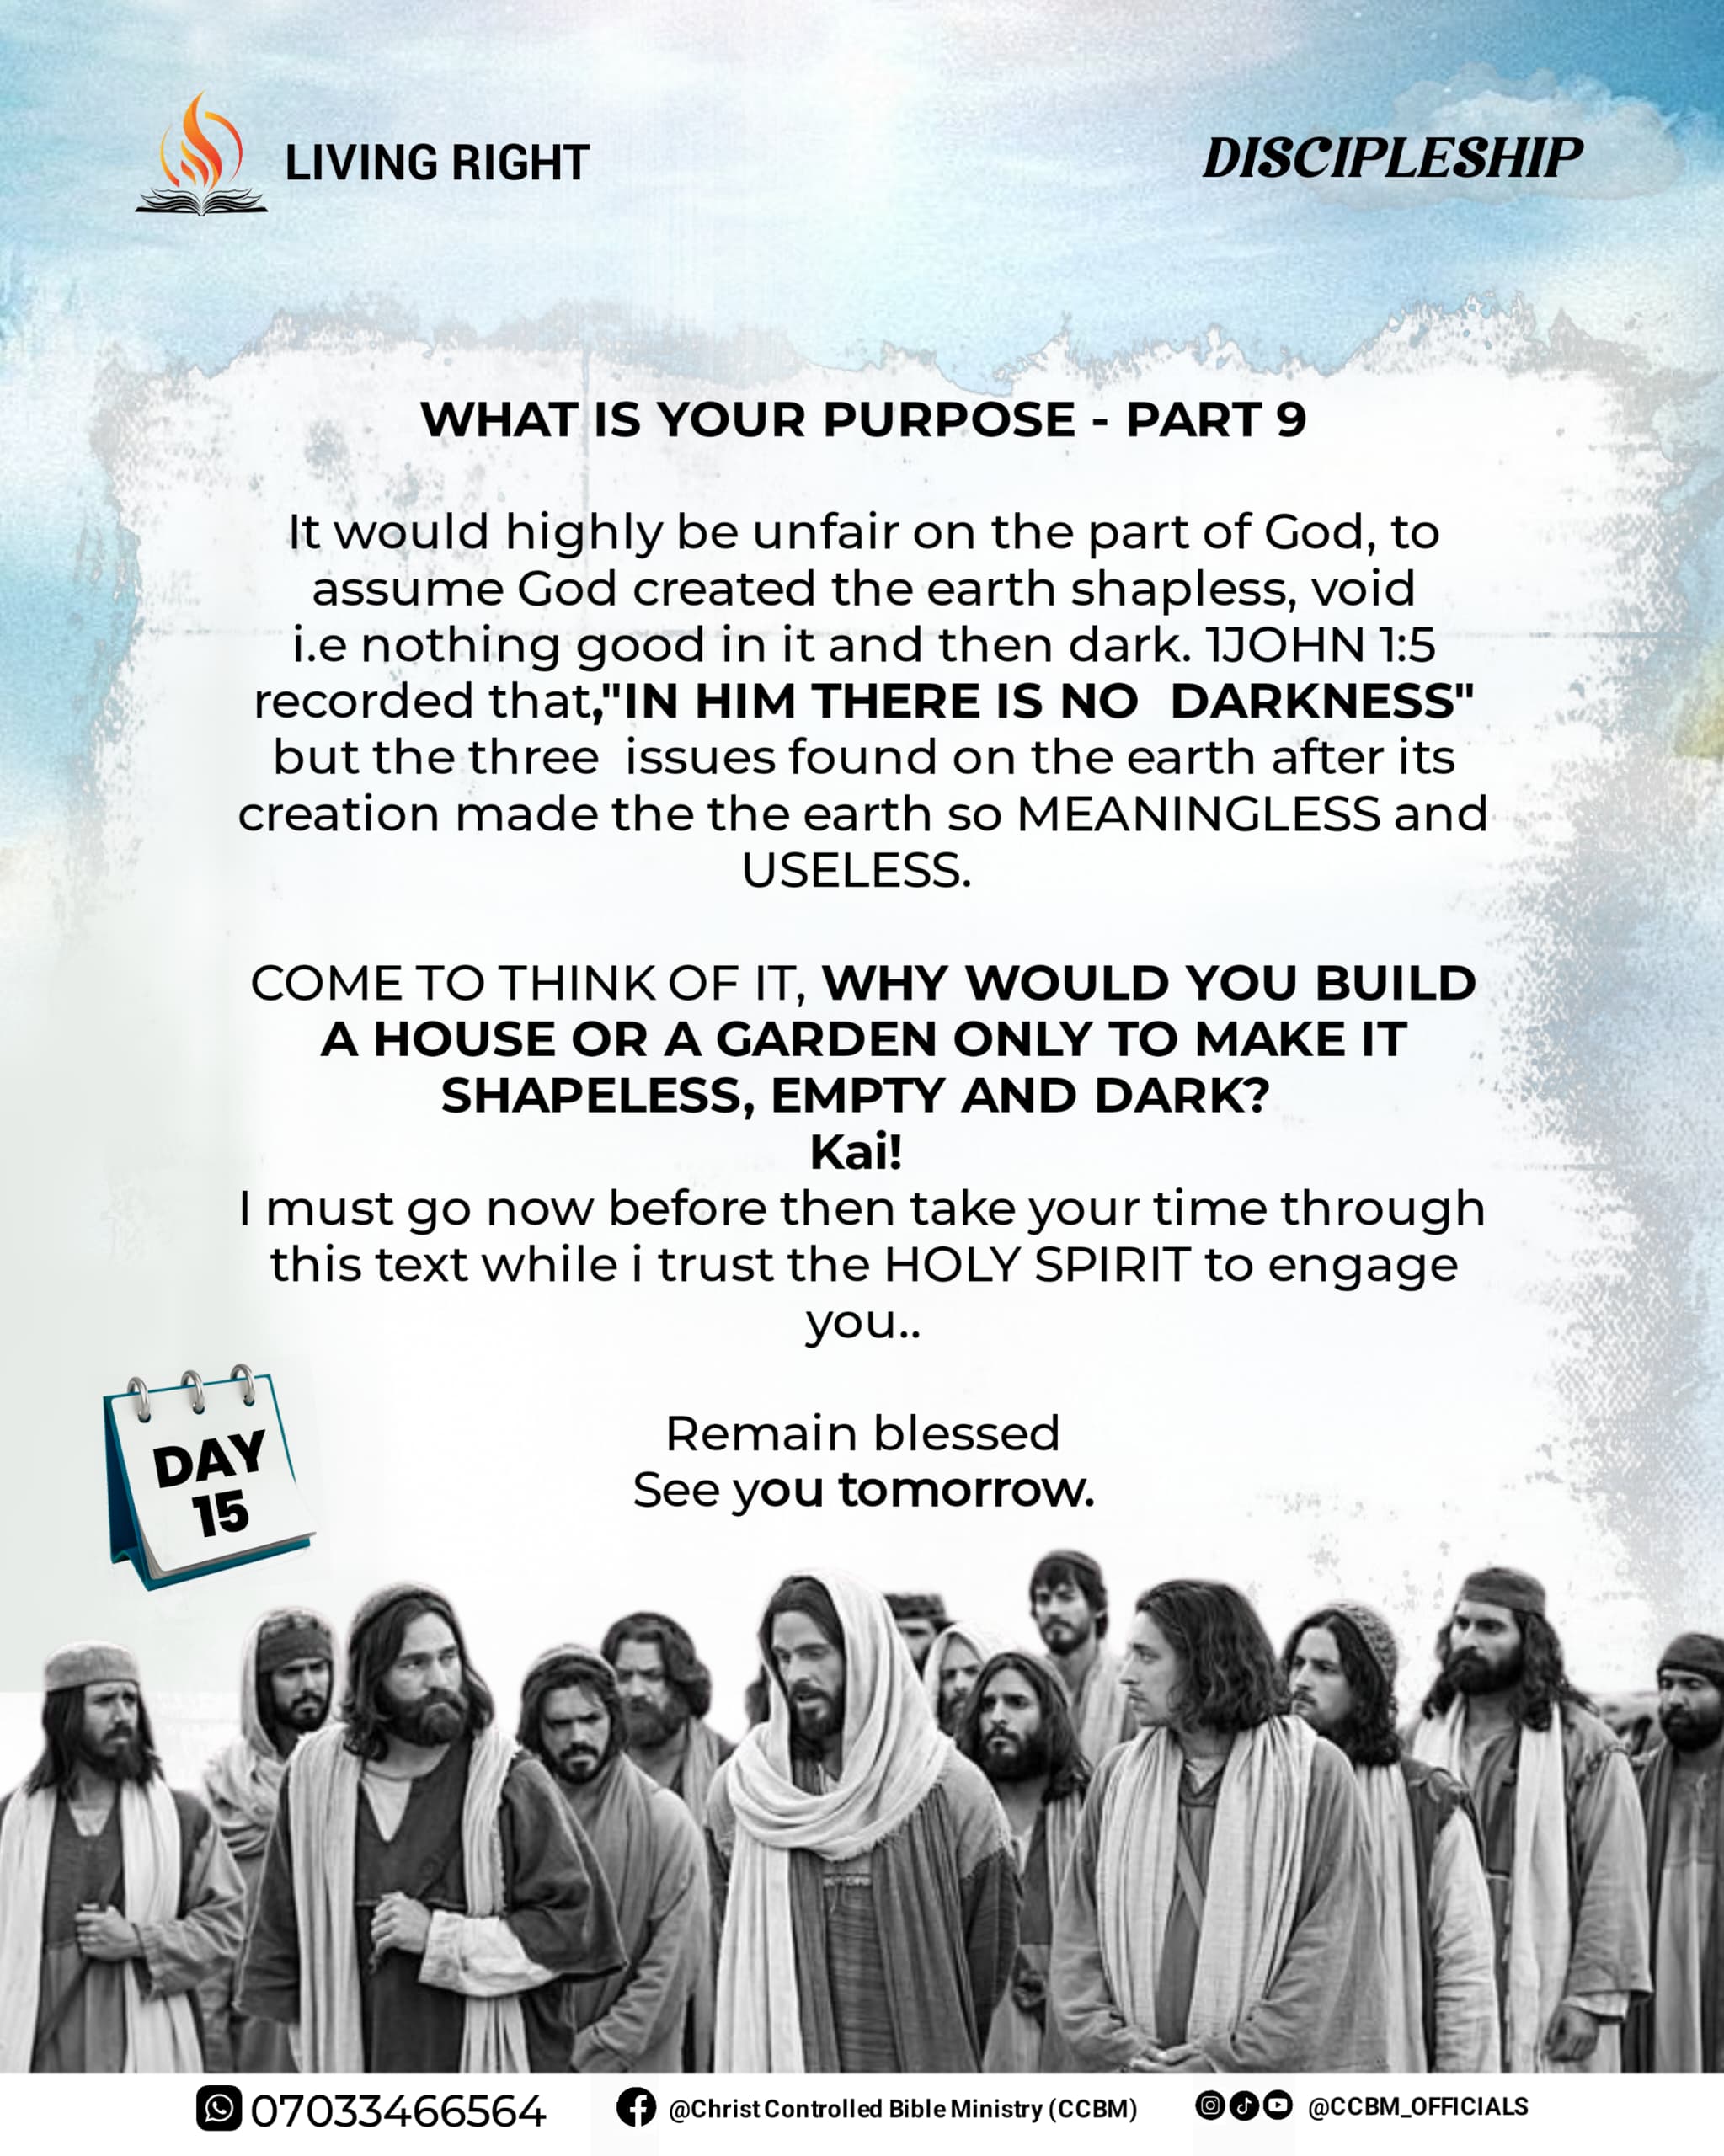 LIVING RIGHT
DISCIPLESHIP
WHAT IS YOUR PURPOSE - PART 9
It would highly be unfair on the part of God, to
assume God created the earth shapless, void
i.e nothing good in it and then dark. 1JOHN 1:5
recorded that,"IN HIM THERE IS NO  DARKNESS"
but the three  issues found on the earth after its
creation made the the earth so MEANINGLESS and
USELESS.
COME TO THINK OF IT, WHY WOULD YOU BUILD
A HOUSE OR A GARDEN ONLY TO MAKE IT
SHAPELESS, EMPTY AND DARK?
Kai!
I must go now before then take your time through
this text while i trust the HOLY SPIRIT to engage
you..
DAY
15
Remain blessed
See you tomorrow.
07033466564
@Christ Controlled Bible Ministry (CCBM)
@CCBM_OFFICIALS